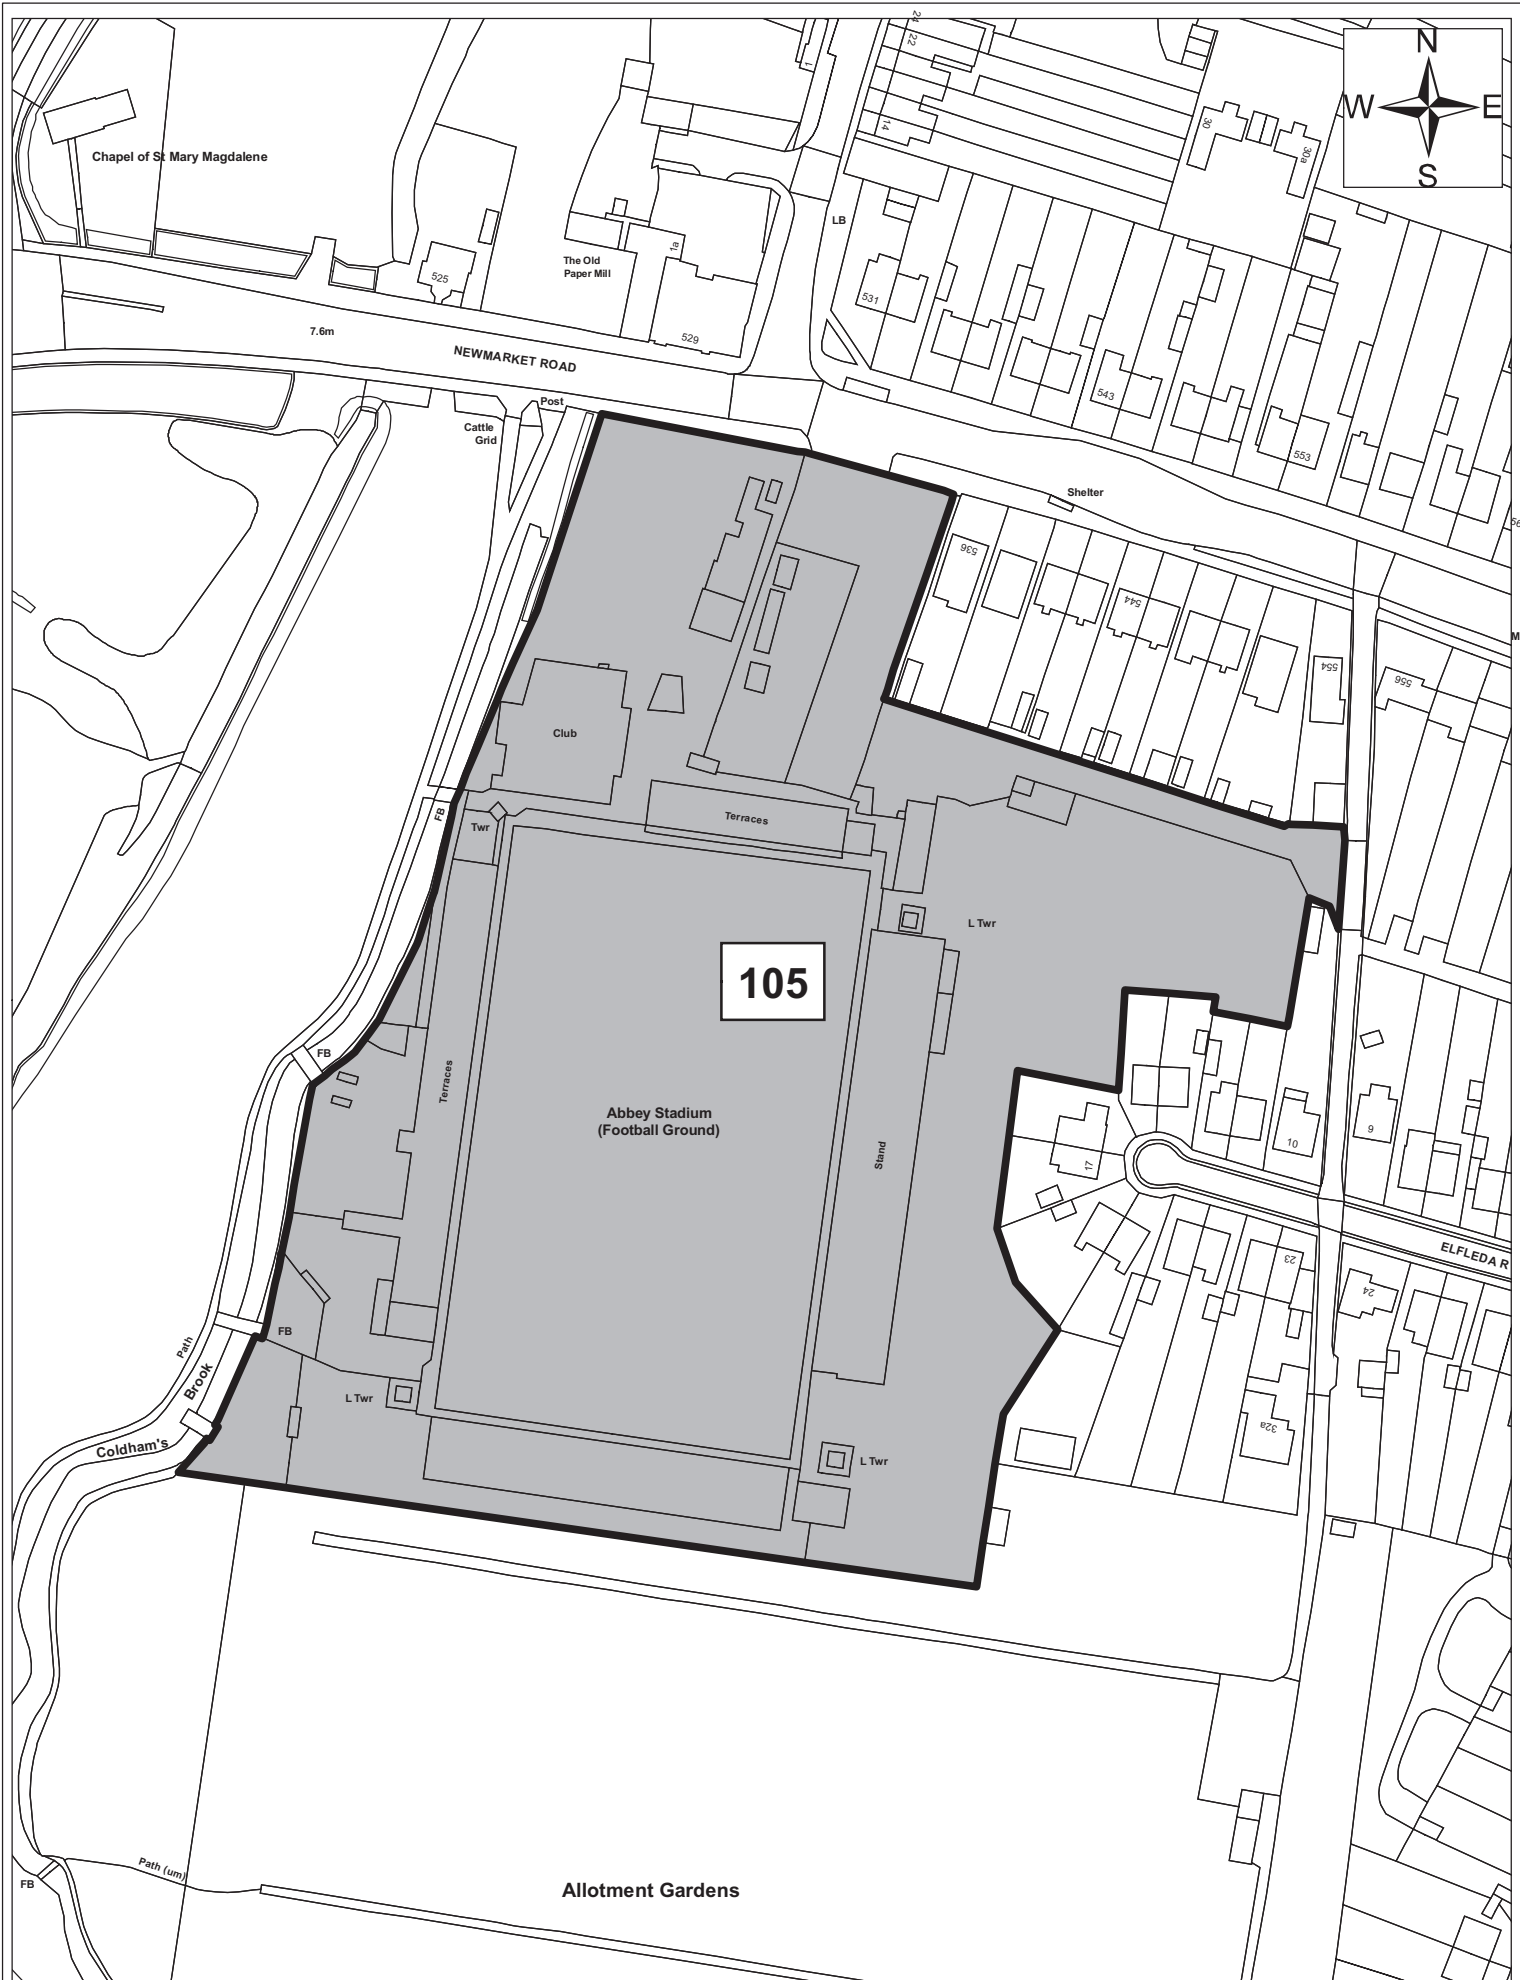 24
22
1
N
W
E
S
14
30
30a
Chapel of St Mary Magdalene
LB
1a
The Old
Paper Mill
525
531
7.6m
529
NEWMARKET ROAD
543
Post
Cattle
Grid
553
Shelter
536
544
554
556
M
Club
FB
Twr
Terraces
L Twr
105
FB
Terraces
Abbey Stadium
(Football Ground)
Stand
17
10
9
ELFLEDA R
23
24
FB
Path
Brook
L Twr
32a
Coldham's
L Twr
Path (um)
FB
Allotment Gardens